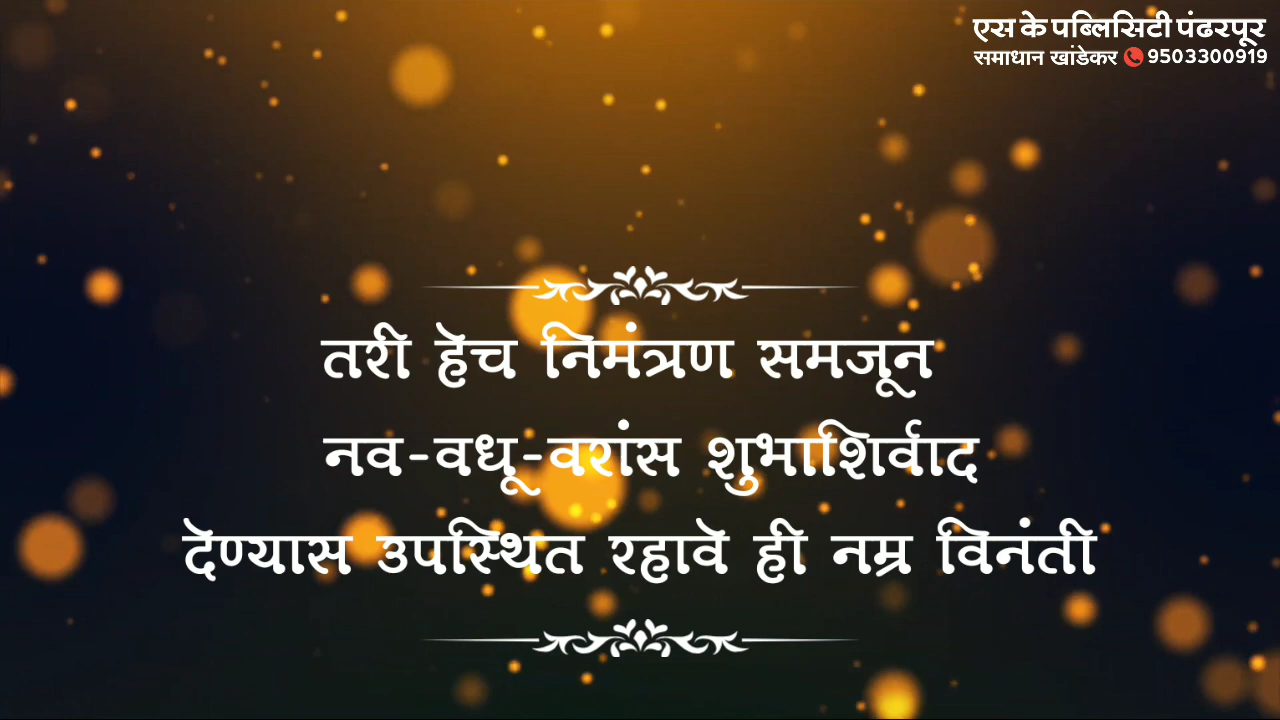 एस के पब्लिसिटी पंढरपूर
समाधान खांडेकर 9503300919
तरी हेच निमंत्रण समजून
नव-वधू-वरांस शुभाशिर्वाद
देण्यास उपस्थित रहावे ही नम्र विनंती